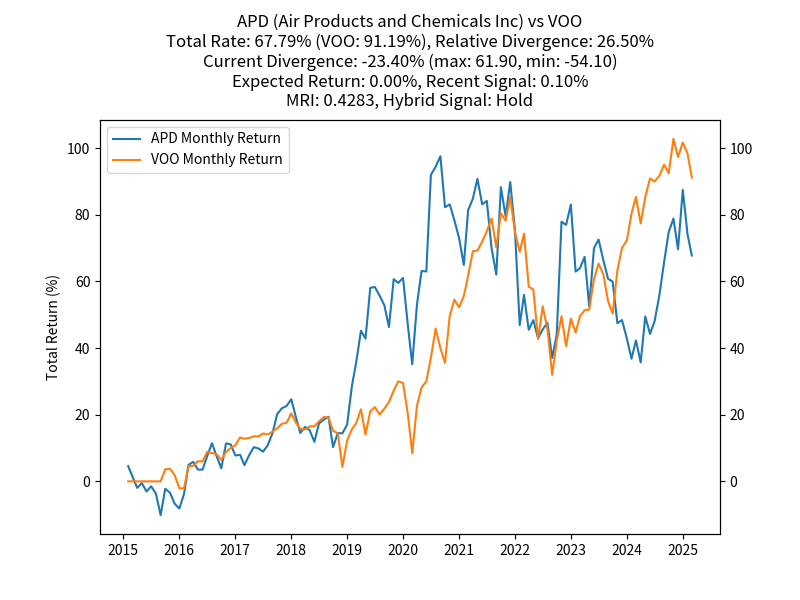 APD (Air Products and Chemicals Inc) vs VOO
Total Rate: 67.79% (VOO: 91.19%), Relative Divergence: 26.50%
Current Divergence: -23.40% (max: 61.90, min: -54.10)
Expected Return: 0.00%, Recent Signal: 0.10%
MRI: 0.4283, Hybrid Signal: Hold
APD Monthly Return
VOO Monthly Return
Total Return (%)
100 100
80 80
60 60
40 40
20 20
0 0
2015 2016 2017 2018 2019 2020 2021 2022 2023 2024 2025